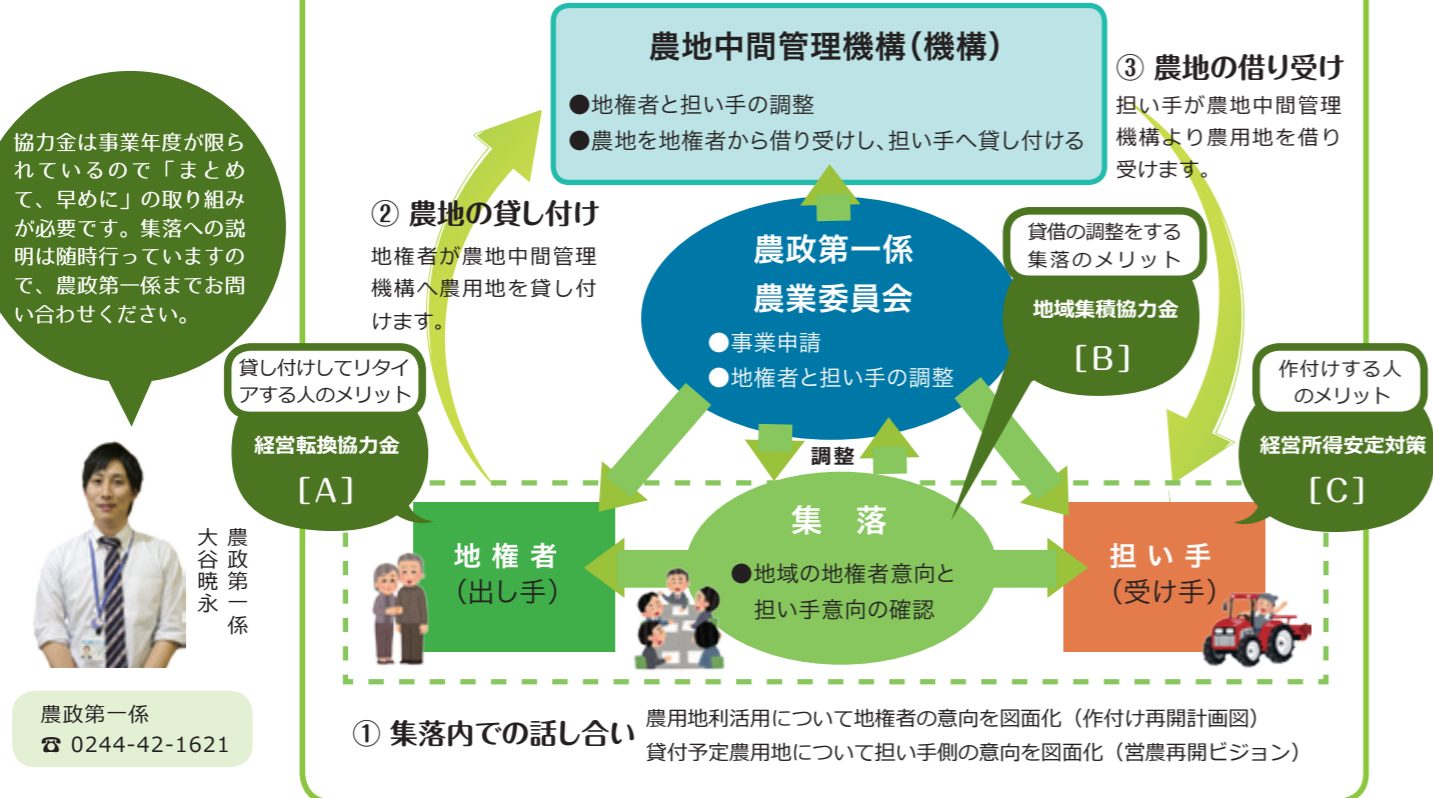 農地中間管理機構(機構)
●地権者と担い手の調整
●農地を地権者から借り受けし、担い手へ貸し付ける
③ 農地の借り受け
担い手が農地中間管理
機構より農用地を借り
受けます。
協力金は事業年度が限ら
れているので「まとめ
て、早めに」の取り組み
が必要です。集落への説
明は随時行っていますの
で、農政第一係までお問
い合わせください。
② 農地の貸し付け
地権者が農地中間管理
機構へ農用地を貸し付
けます。
農政第一係
農業委員会
●事業申請
●地権者と担い手の調整
貸借の調整をする
集落のメリット
地域集積協力金
[B]
貸し付けしてリタイ
アする人のメリット
経営転換協力金
[A]
作付けする人
のメリット
経営所得安定対策
[C]
調整
地権者
(出し手)
集 落
●地域の地権者意向と
担い手意向の確認
担い手
(受け手)
農政第一係
大谷暁永
農政第一係
☎ 0244-42-1621
① 集落内での話し合い
農用地利活用について地権者の意向を図面化(作付け再開計画図)
貸付予定農用地について担い手側の意向を図面化(営農再開ビジョン)